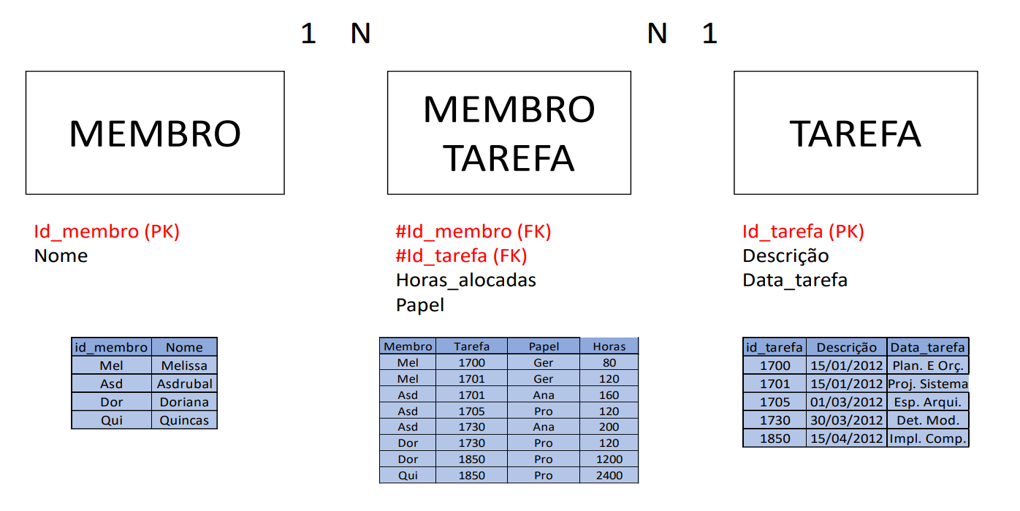 1 N N 1
MEMBRO
MEMBRO
TAREFA
TAREFA
Id_membro (PK)
Nome
#Id_membro (FK)
#Id_tarefa (FK)
Horas_alocadas
Papel
Id_tarefa (PK)
Descrição
Data_tarefa
id_membro Nome
Mel Melissa
Asd Asdrubal
Dor Doriana
Qui Quincas
Membro Tarefa Papel Horas
Mel 1700 Ger 80
Mel 1701 Ger 120
Asd 1701 Ana 160
Asd 1705 Pro 120
Asd 1730 Ana 200
Dor 1730 Pro 120
Dor 1850 Pro 1200
Qui 1850 Pro 2400
id_tarefa Descrição Data_tarefa
1700 15/01/2012 Plan. E Orç.
1701 15/01/2012 Proj. Sistema
1705 01/03/2012 Esp. Arqui.
1730 30/03/2012 Det. Mod.
1850 15/04/2012 Impl. Comp.